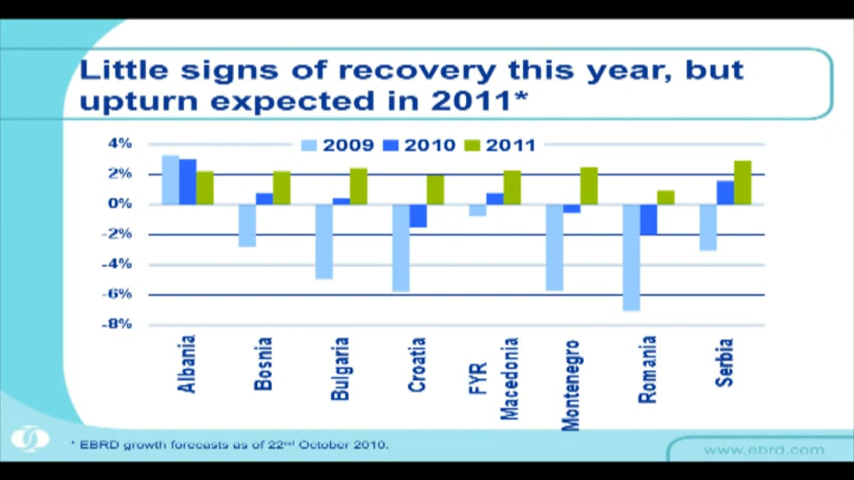 Little signs of recovery this year, but
upturn expected in 2011*
2009 2010 2011
4%
2%
0%
-2%
-4%
-6%
-8%
Albania
Bosnia
Bulgaria
Croatia
FYR
Macedonia
Montenegro
Romania
Serbia
* EBRD growth forecasts as of 22nd October 2010.
www.ebrd.com